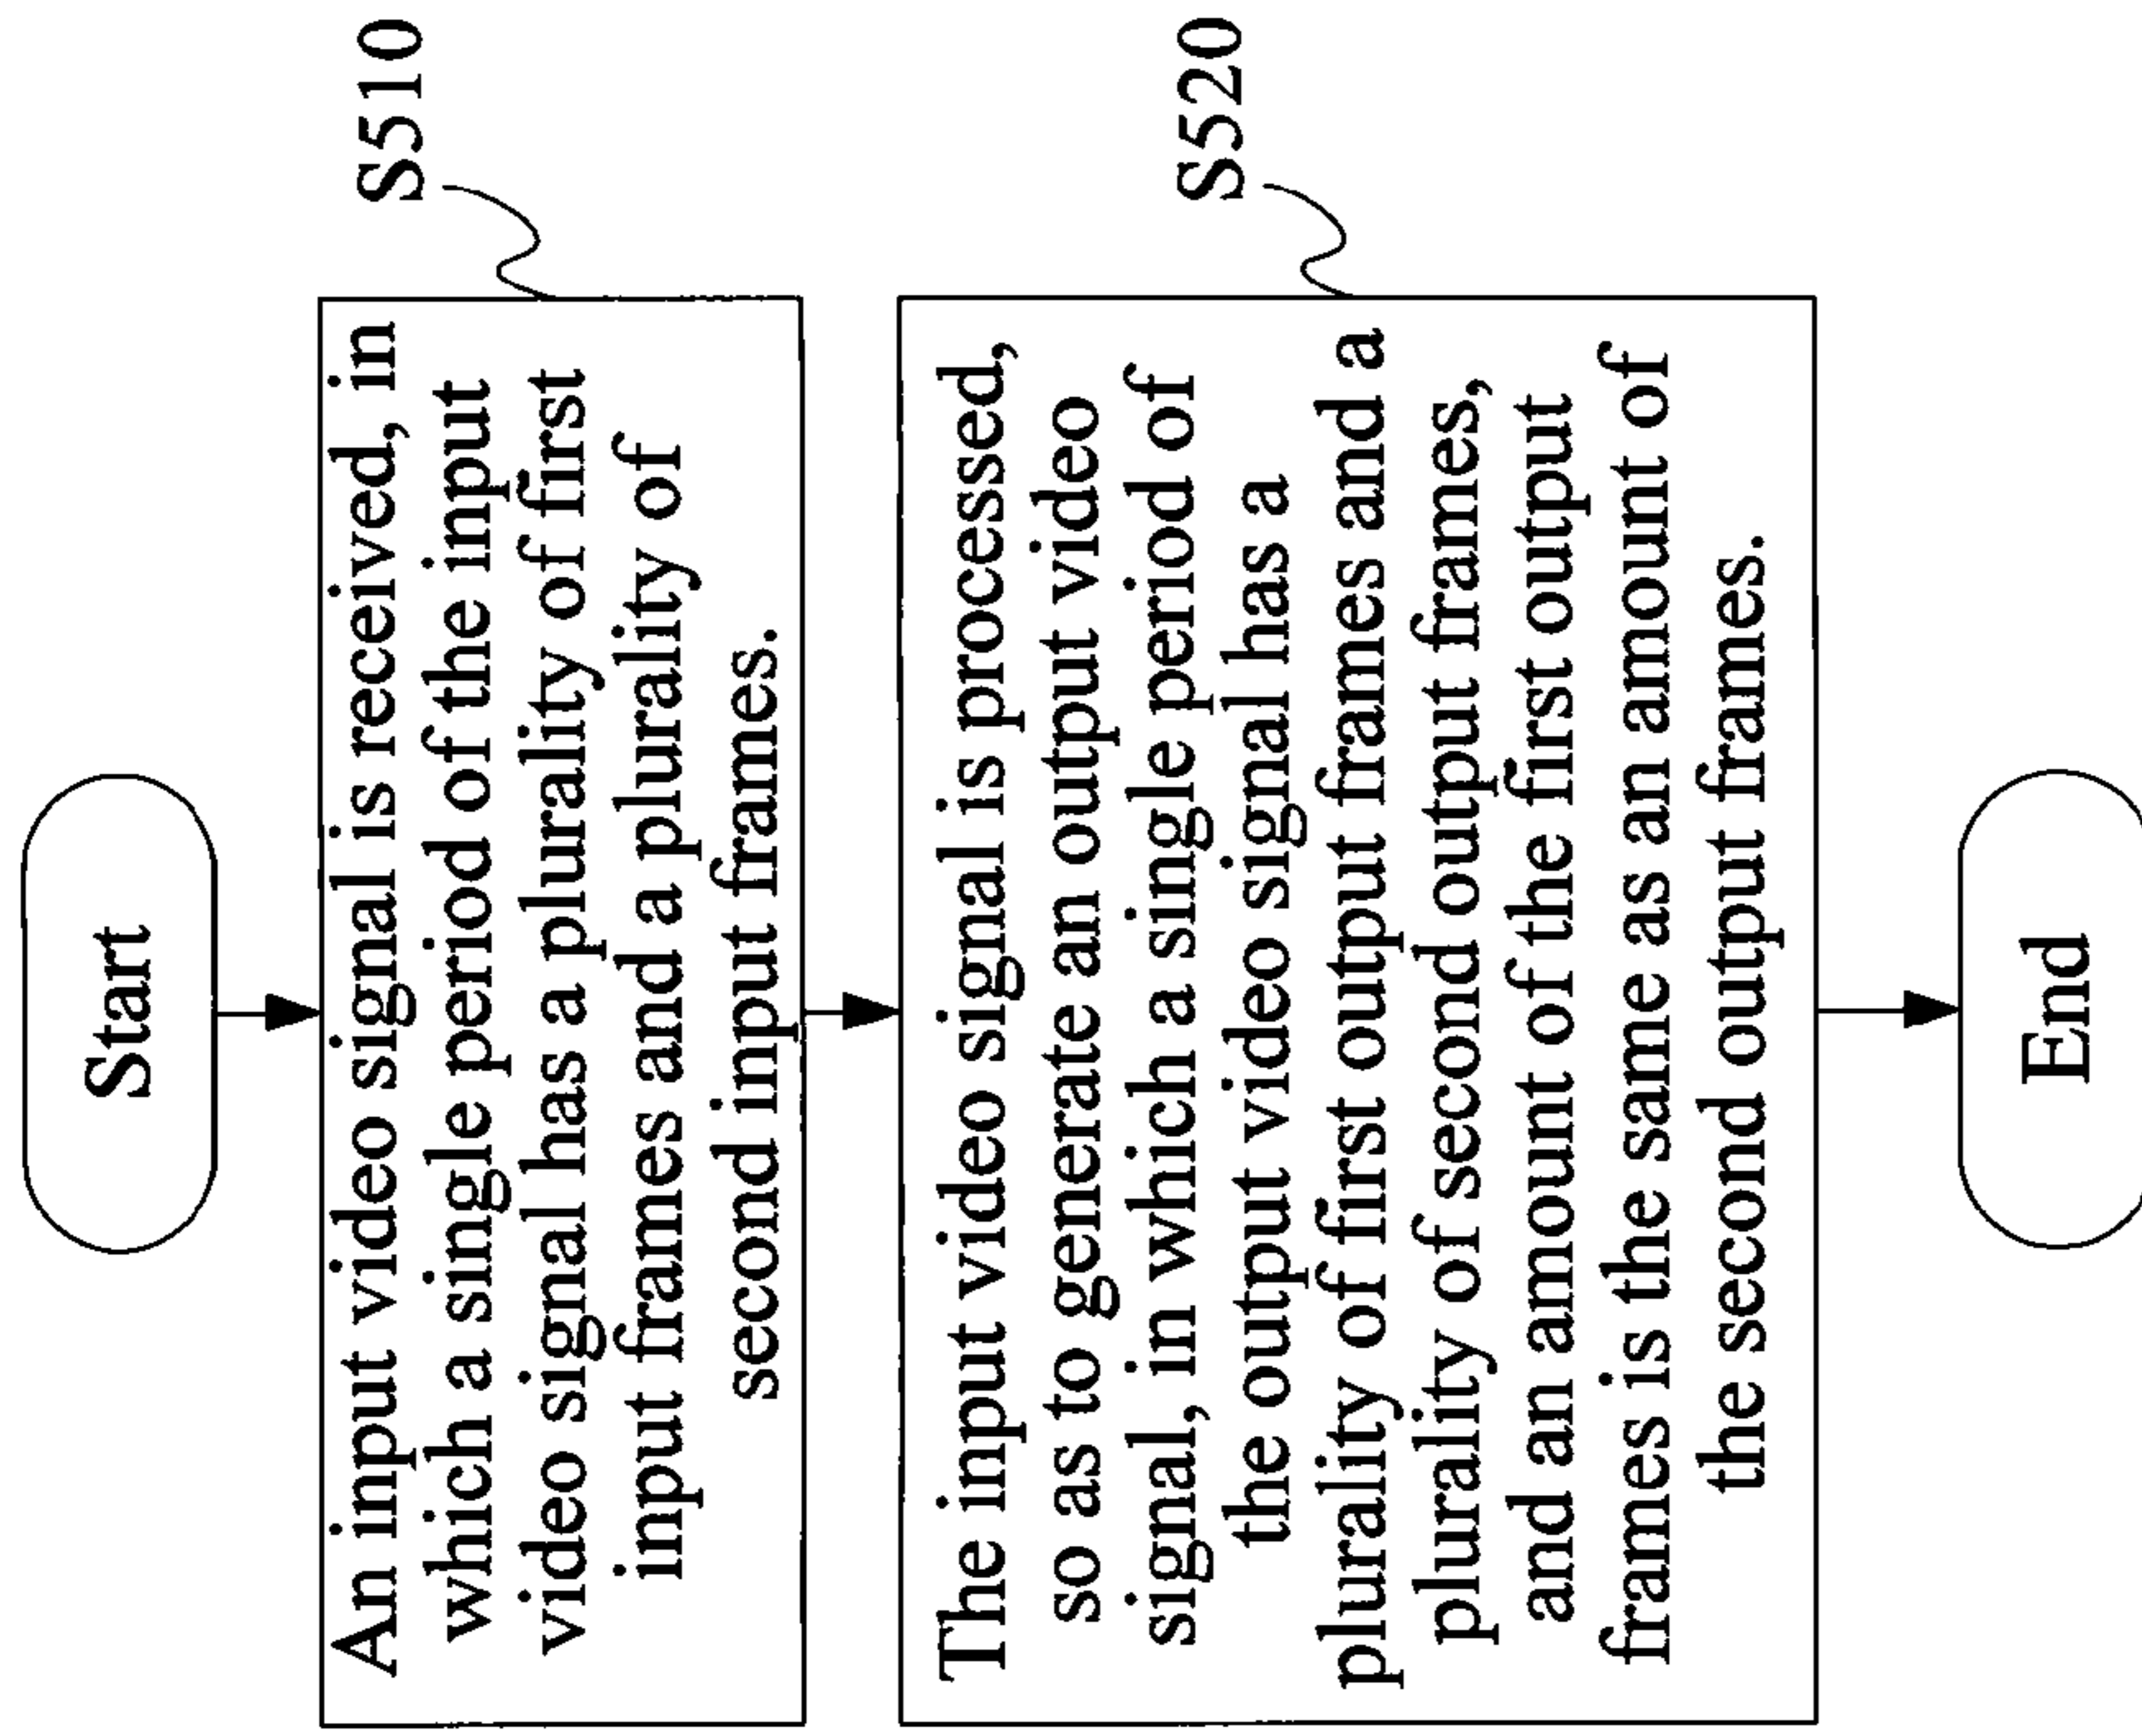 Start
S510
An input video signal is received, in
which a single period of the input
video signal has a plurality of first
input frames and a plurality of
second input frames.
S520
The input video signal is processed,
so as to generate an output video
signal, in which a single period of
the output video signal has a
plurality of first output frames and a
plurality of second output frames,
and an amount of the first output
frames is the same as an amount of
the second output frames.
End